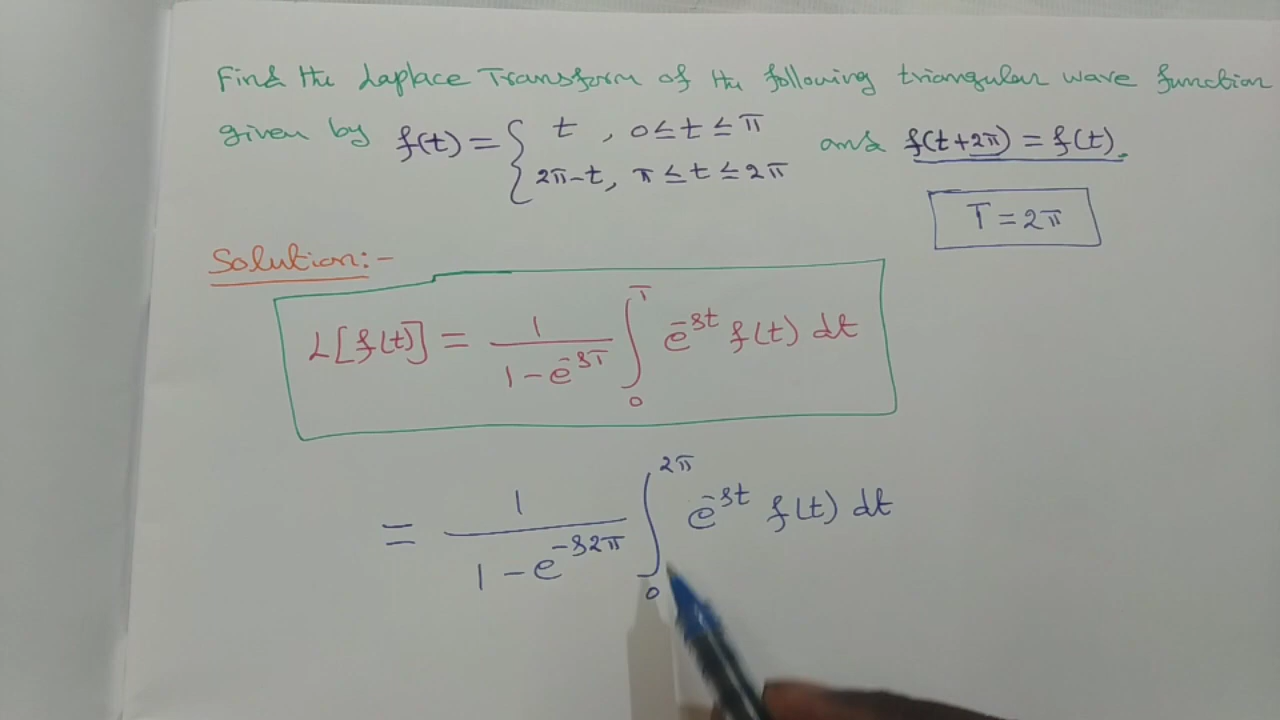 Find the Laplace Transform of the following triangular wave function
given by f(t) = { t , 0 ≤ t ≤ π
2π-t, π ≤ t ≤ 2π
and f(t+2π) = f(t).
T = 2π
Solution:-
L[f(t)] = 1/(1-e^{-sT}) ∫_0^T e^{-st} f(t) dt
= 1/(1-e^{-s2π}) ∫_0^{2π} e^{-st} f(t) dt